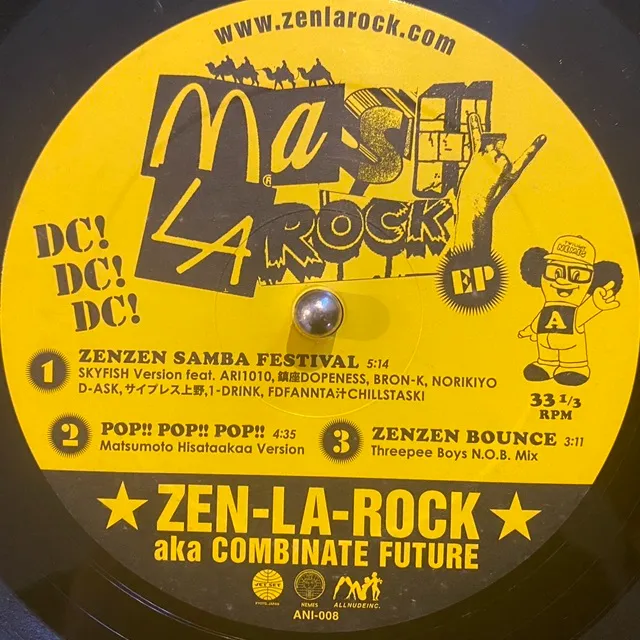 www.zenlarock.com
MaSH
LA ROCK
EP
DC!
DC!
DC!
NEMES
A
33 1/3
RPM
1 ZENZEN SAMBA FESTIVAL 5:14
SKYFISH Version feat. ARI1010, 鎮座DOPENESS, BRON-K, NORIKIYO
D-ASK, サイプレス上野, 1-DRINK, FDFANNTA汁CHILLSTASKI
2 POP!! POP!! POP!! 4:35
Matsumoto Hisataakaa Version
3 ZENZEN BOUNCE 3:11
Threepee Boys N.O.B. Mix
★ ZEN-LA-ROCK ★
aka COMBINATE FUTURE
NEMES
ALLNUDEINC.
ANI-008